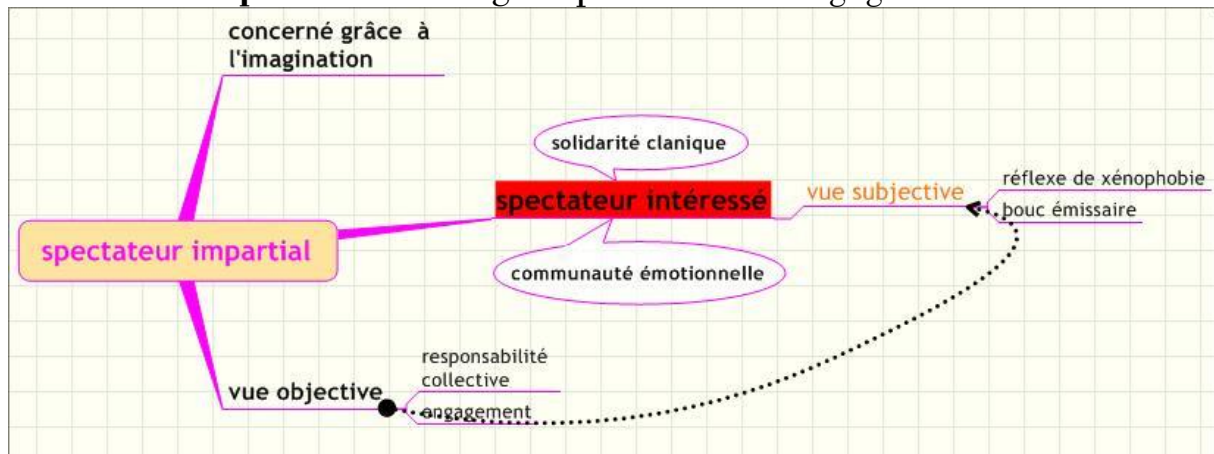 concerné grâce à
l'imagination
solidarité clanique
spectateur intéressé
vue subjective
réflexe de xénophobie
bouc émissaire
spectateur impartial
communauté émotionnelle
vue objective
responsabilité
collective
engagement